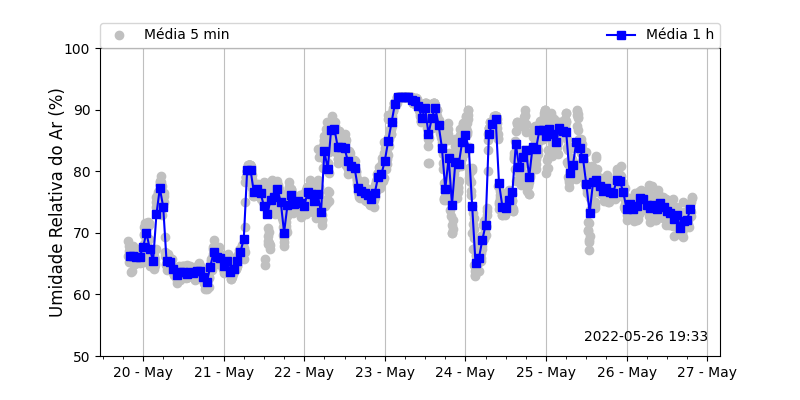 Média 5 min Média 1 h
Umidade Relativa do Ar (%)
100
90
80
70
60
50
2022-05-26 19:33
20 - May 21 - May 22 - May 23 - May 24 - May 25 - May 26 - May 27 - May